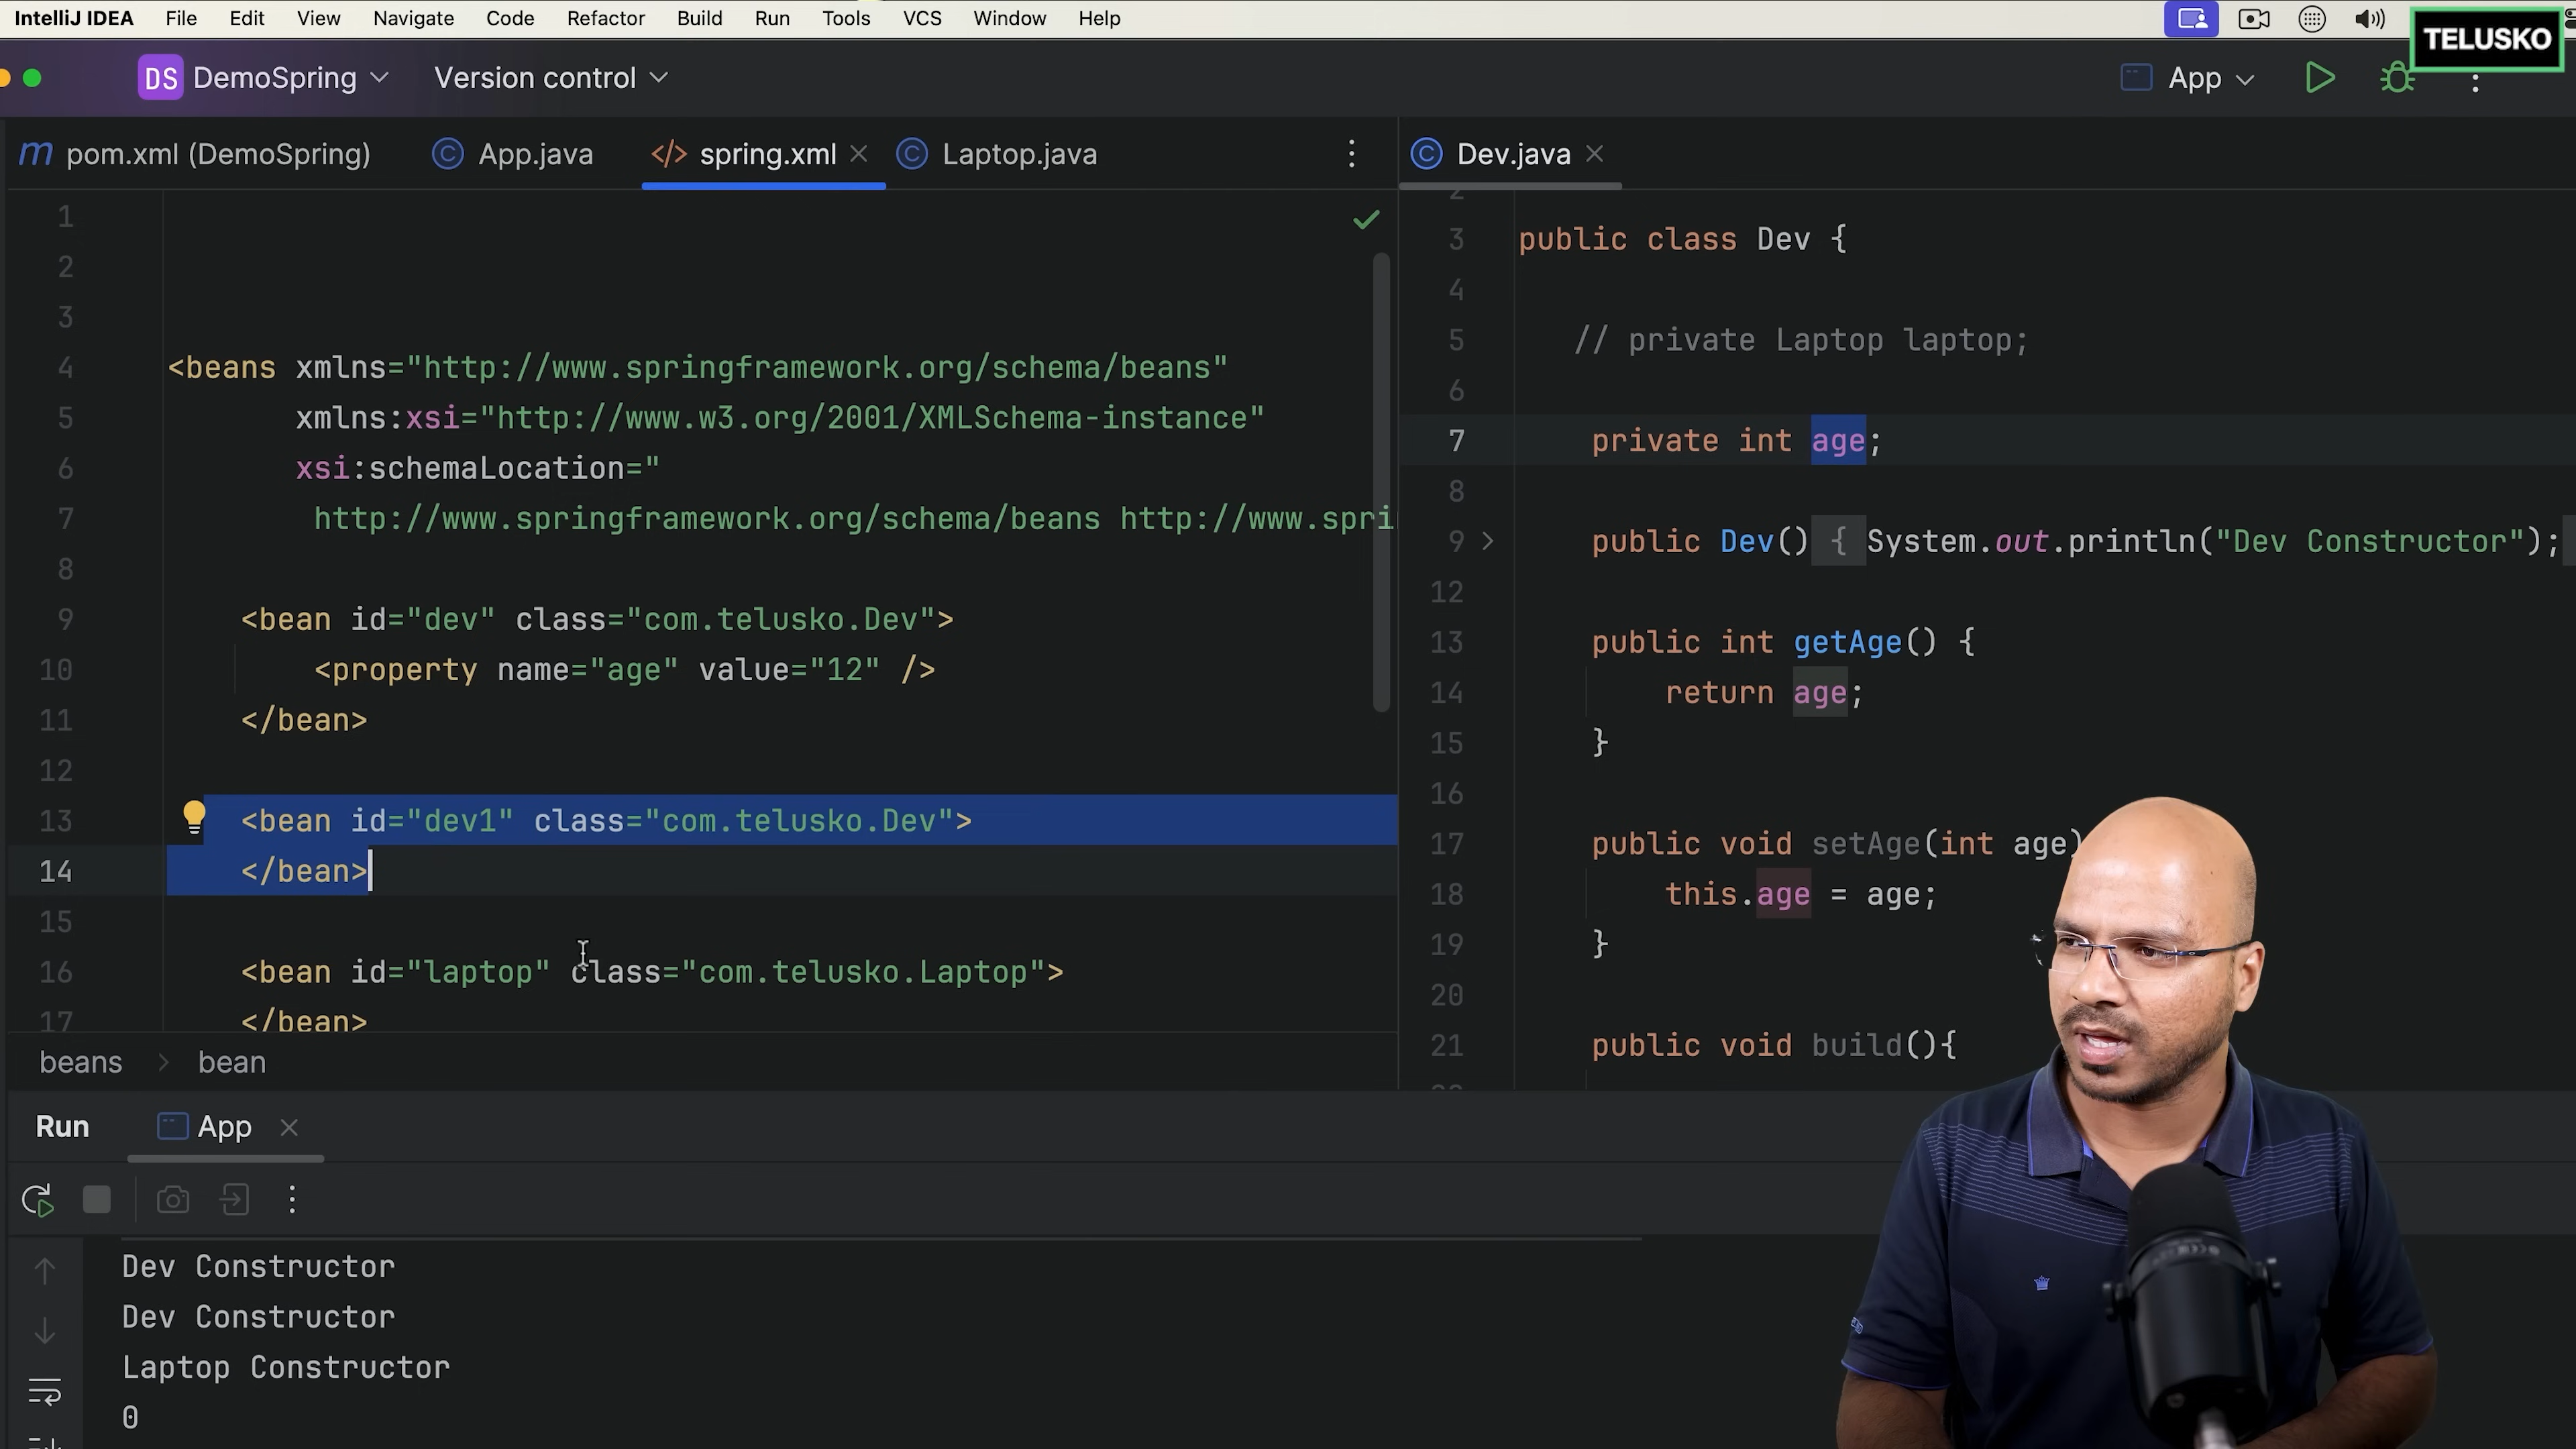 IntelliJ IDEA File Edit View Navigate Code Refactor Build Run Tools VCS Window Help
TELUSKO
DS DemoSpring Version control App
m pom.xml (DemoSpring) App.java </> spring.xml Laptop.java
1
2
3
4 <beans xmlns="http://www.springframework.org/schema/beans"
5 xmlns:xsi="http://www.w3.org/2001/XMLSchema-instance"
6 xsi:schemaLocation="
7 http://www.springframework.org/schema/beans http://www.spri
8
9 <bean id="dev" class="com.telusko.Dev">
10 <property name="age" value="12" />
11 </bean>
12
13 <bean id="dev1" class="com.telusko.Dev">
14 </bean>
15
16 <bean id="laptop" class="com.telusko.Laptop">
17 </bean>
beans > bean
Dev.java
2
3 public class Dev {
4
5 // private Laptop laptop;
6
7 private int age;
8
9 public Dev() { System.out.println("Dev Constructor");
12
13 public int getAge() {
14 return age;
15 }
16
17 public void setAge(int age)
18 this.age = age;
19 }
20
21 public void build(){
Run App
Dev Constructor
Dev Constructor
Laptop Constructor
0